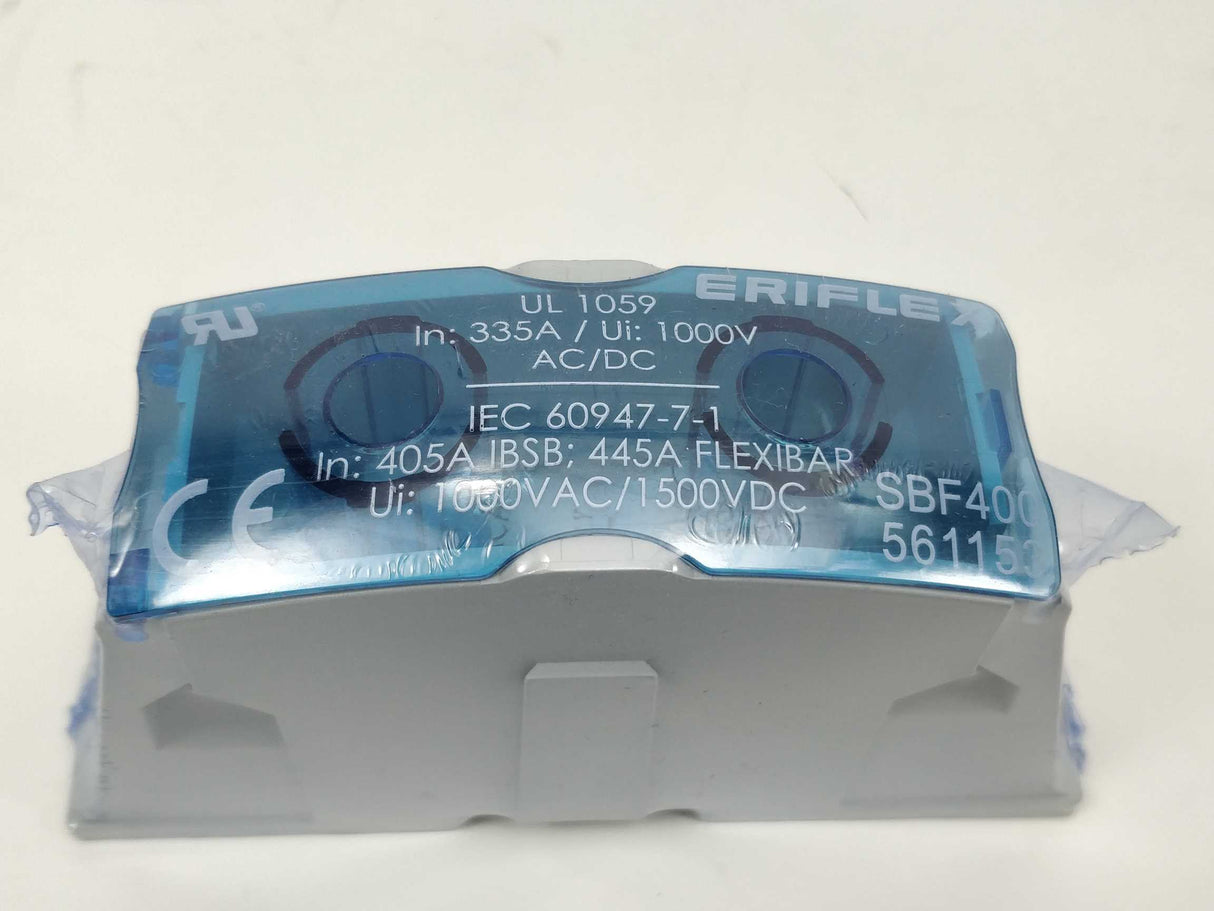 ERIFLEX
UL 1059
In: 335A / Ui: 1000V
AC/DC
IEC 60947-7-1
In: 405A IBSB; 445A FLEXIBAR
Ui: 1000VAC/1500VDC
CE
SBF400
561153